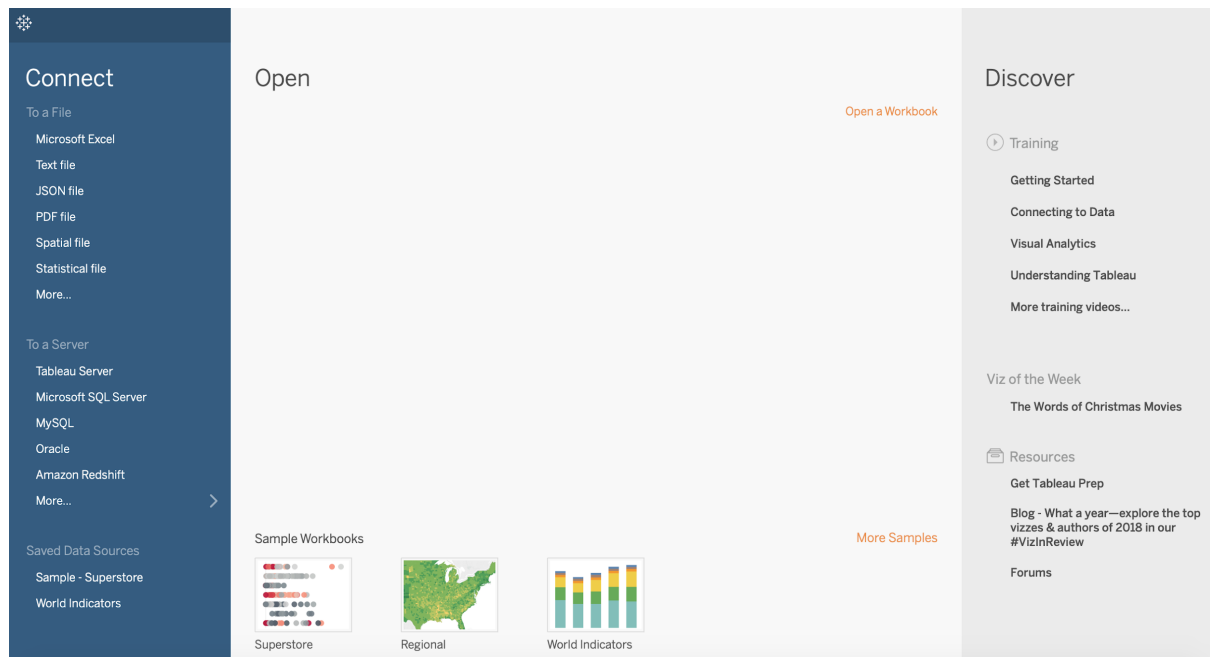 Connect
To a File
Microsoft Excel
Text file
JSON file
PDF file
Spatial file
Statistical file
More...
To a Server
Tableau Server
Microsoft SQL Server
MySQL
Oracle
Amazon Redshift
More...
Saved Data Sources
Sample - Superstore
World Indicators
Open
Open a Workbook
Sample Workbooks
More Samples
Superstore
Regional
World Indicators
Discover
Training
Getting Started
Connecting to Data
Visual Analytics
Understanding Tableau
More training videos...
Viz of the Week
The Words of Christmas Movies
Resources
Get Tableau Prep
Blog - What a year—explore the top
vizzes & authors of 2018 in our
#VizInReview
Forums